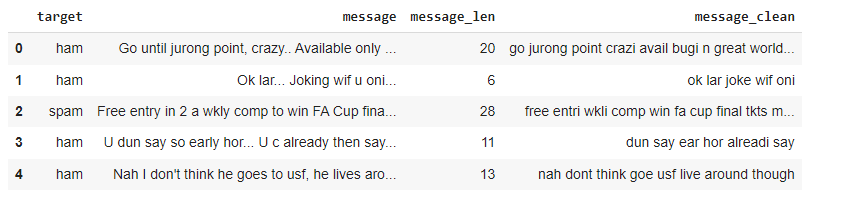 target message message_len message_clean
0 ham Go until jurong point, crazy.. Available only ... 20 go jurong point crazi avail bugi n great world...
1 ham Ok lar... Joking wif u oni... 6 ok lar joke wif oni
2 spam Free entry in 2 a wkly comp to win FA Cup fina... 28 free entri wkli comp win fa cup final tkts m...
3 ham U dun say so early hor... U c already then say... 11 dun say ear hor alreadi say
4 ham Nah I don't think he goes to usf, he lives aro... 13 nah dont think goe usf live around though